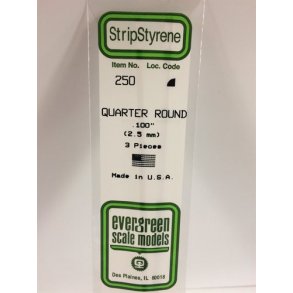 StripStyrene
Item No. Loc. Code
250
QUARTER ROUND
.100"
(2.5 mm)
3 Pieces
Made in U.S.A.
evergreen
scale models
Des Plaines, IL 60018